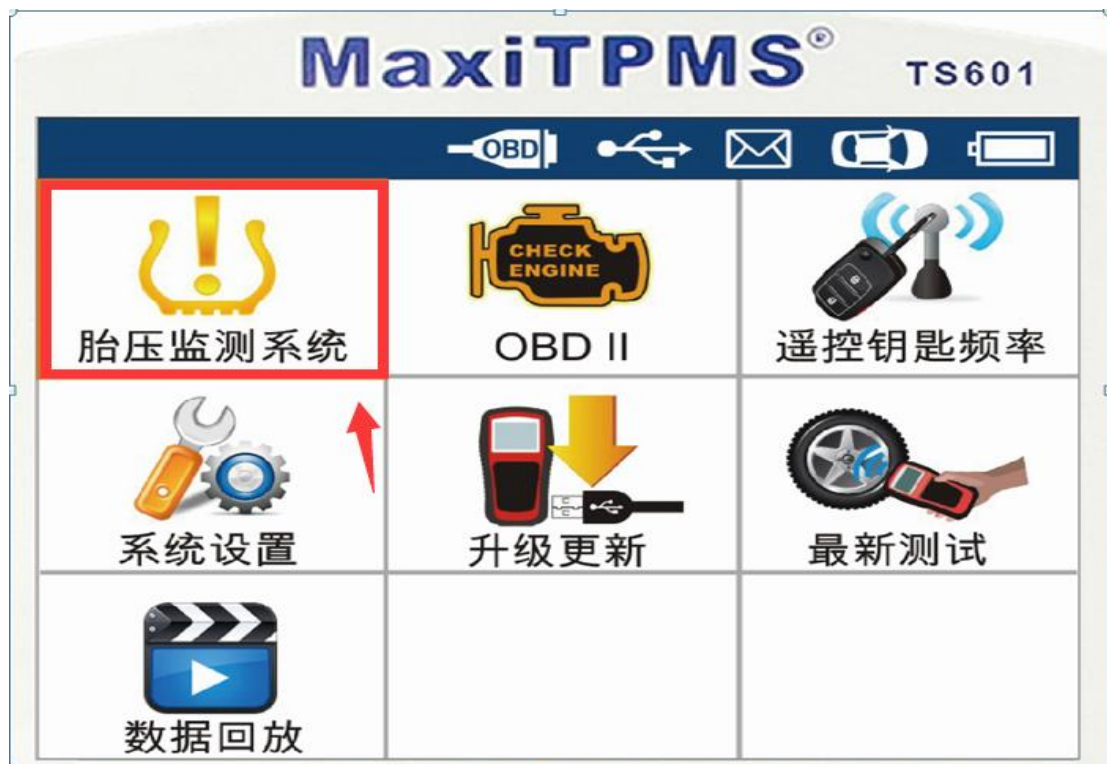 MaxiTPMS® TS601
OBD
CHECK
ENGINE
胎压监测系统
OBD II
遥控钥匙频率
系统设置
升级更新
最新测试
数据回放